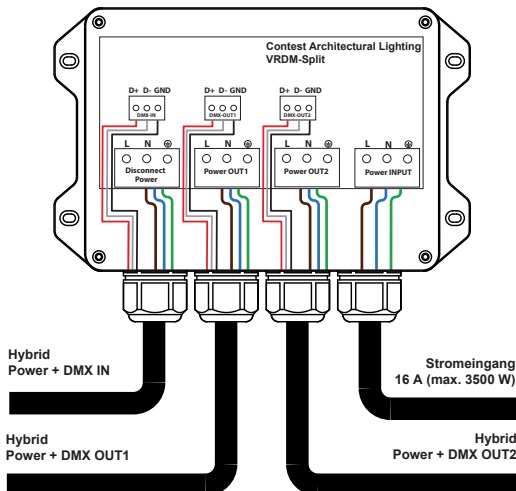 Contest Architectural Lighting
VRDM-Split
D+ D- GND
D+ D- GND
D+ D- GND
DMX-IN
DMX-OUT1
DMX-OUT2
L N ⏚
L N ⏚
L N ⏚
L N ⏚
Disconnect
Power
Power OUT1
Power OUT2
Power INPUT
Hybrid
Power + DMX IN
Stromeingang
16 A (max. 3500 W)
Hybrid
Power + DMX OUT1
Hybrid
Power + DMX OUT2